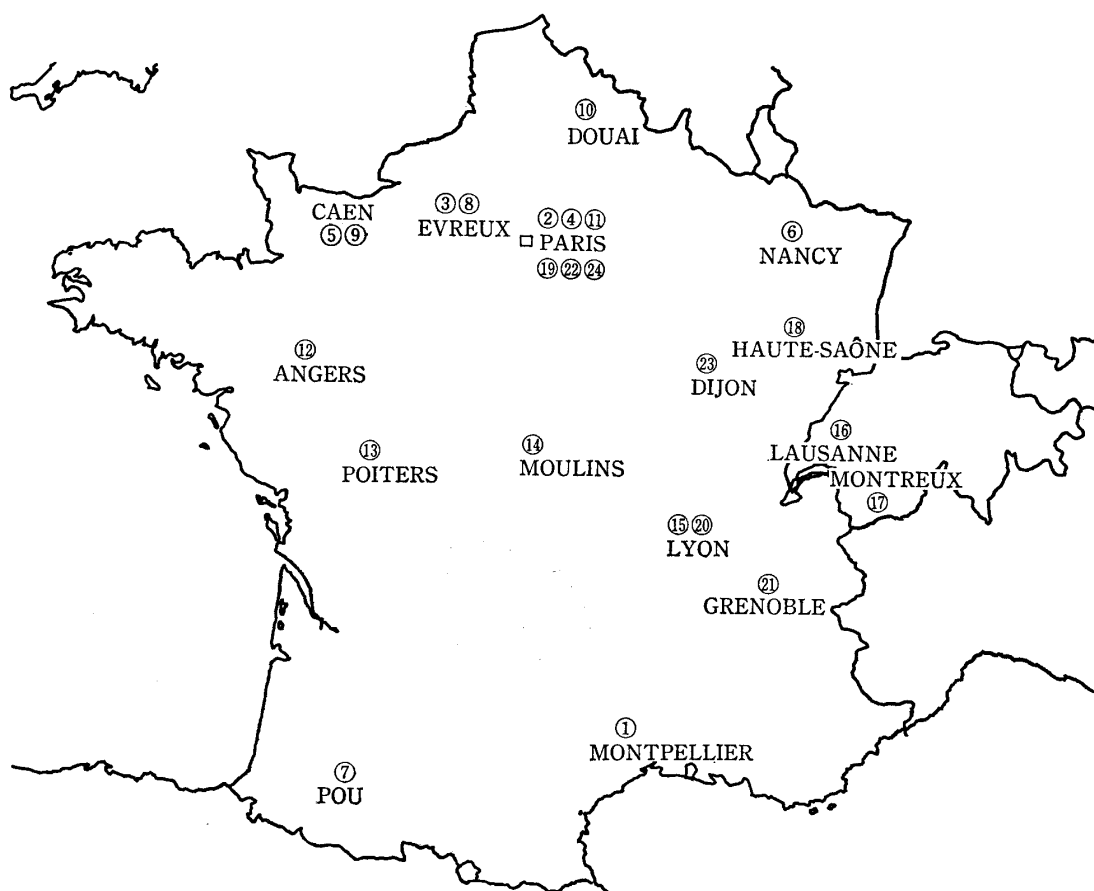 ⑩
DOUAI
③⑧
EVREUX
②④⑪
PARIS
⑲㉒㉔
CAEN
⑤⑨
⑥
NANCY
⑱
HAUTE-SAÔNE
㉓
DIJON
⑫
ANGERS
⑬
POITERS
⑭
MOULINS
⑯
LAUSANNE
MONTREUX
⑰
⑮⑳
LYON
㉑
GRENOBLE
①
MONTPELLIER
⑦
POU